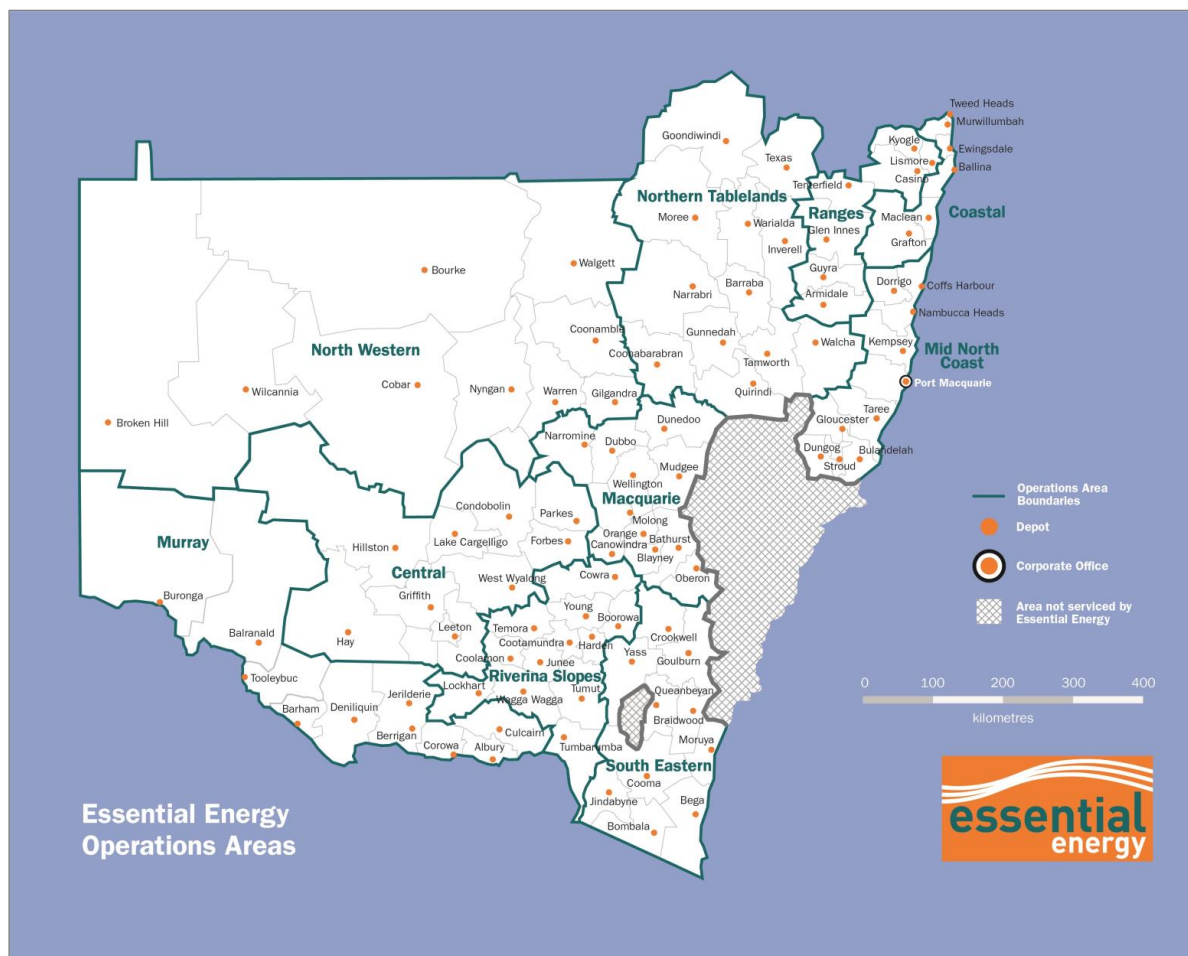 Tweed Heads
Murwillumbah
Goondiwindi
Kyogle
Ewingsdale
Texas
Lismore
Ballina
Casino
Tenterfield
Northern Tablelands
Ranges
Coastal
Moree
Warialda
Maclean
Glen Innes
Grafton
Inverell
Walgett
Bourke
Guyra
Dorrigo
Coffs Harbour
Barraba
Narrabri
Armidale
Nambucca Heads
Coonamble
Gunnedah
Walcha
Kempsey
North Western
Coonabarabran
Tamworth
Mid North
Coast
Cobar
Nyngan
Wilcannia
Warren
Gilgandra
Quirindi
Port Macquarie
Broken Hill
Dunedoo
Gloucester
Taree
Narromine
Dubbo
Dungog
Bulahdelah
Stroud
Mudgee
Wellington
Condobolin
Macquarie
Parkes
Molong
Lake Cargelligo
Forbes
Orange
Bathurst
Canowindra
Blayney
Murray
Hillston
Central
West Wyalong
Cowra
Oberon
Buronga
Griffith
Young
Boorowa
Balranald
Hay
Leeton
Temora
Cootamundra
Harden
Crookwell
Coolamon
Junee
Yass
Goulburn
Tooleybuc
Lockhart
Riverina Slopes
Jerilderie
Wagga Wagga
Tumut
Queanbeyan
Barham
Deniliquin
Braidwood
Berrigan
Culcairn
Moruya
Corowa
Albury
Tumbarumba
South Eastern
Cooma
Jindabyne
Bega
Bombala
Operations Area
Boundaries
Depot
Corporate Office
Area not serviced by
Essential Energy
0 100 200 300 400
kilometres
Essential Energy
Operations Areas
essential
energy